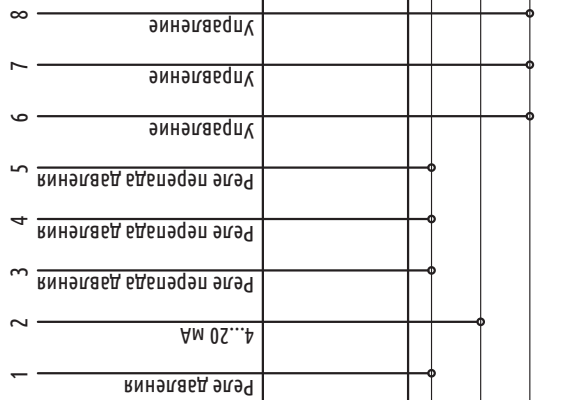 8
Управление
7
Управление
6
Управление
5
Реле перепада давления
4
Реле перепада давления
3
Реле перепада давления
2
4...20 мА
1
Реле давления